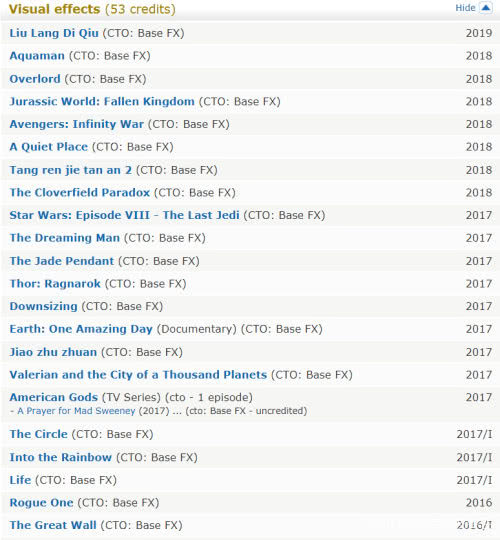 Visual effects (53 credits) Hide
Liu Lang Di Qiu (CTO: Base FX) 2019
Aquaman (CTO: Base FX) 2018
Overlord (CTO: Base FX) 2018
Jurassic World: Fallen Kingdom (CTO: Base FX) 2018
Avengers: Infinity War (CTO: Base FX) 2018
A Quiet Place (CTO: Base FX) 2018
Tang ren jie tan an 2 (CTO: Base FX) 2018
The Cloverfield Paradox (CTO: Base FX) 2018
Star Wars: Episode VIII - The Last Jedi (CTO: Base FX) 2017
The Dreaming Man (CTO: Base FX) 2017
The Jade Pendant (CTO: Base FX) 2017
Thor: Ragnarok (CTO: Base FX) 2017
Downsizing (CTO: Base FX) 2017
Earth: One Amazing Day (Documentary) (CTO: Base FX) 2017
Jiao zhu zhuan (CTO: Base FX) 2017
Valerian and the City of a Thousand Planets (CTO: Base FX) 2017
American Gods (TV Series) (cto - 1 episode) 2017
- A Prayer for Mad Sweeney (2017) ... (cto: Base FX - uncredited)
The Circle (CTO: Base FX) 2017/I
Into the Rainbow (CTO: Base FX) 2017/I
Life (CTO: Base FX) 2017/I
Rogue One (CTO: Base FX) 2016
The Great Wall (CTO: Base FX) 2016/I